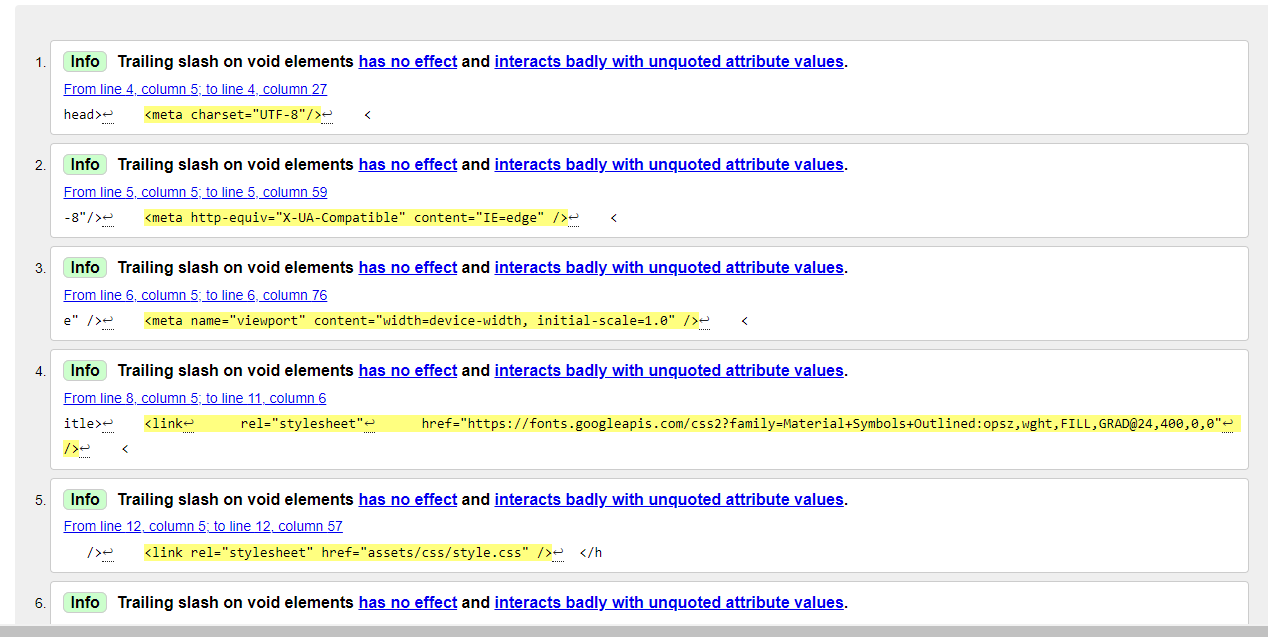 1. Info Trailing slash on void elements has no effect and interacts badly with unquoted attribute values.
From line 4, column 5; to line 4, column 27
head>↩    <meta charset="UTF-8"/>↩    <
2. Info Trailing slash on void elements has no effect and interacts badly with unquoted attribute values.
From line 5, column 5; to line 5, column 59
-8"/>↩    <meta http-equiv="X-UA-Compatible" content="IE=edge" />↩    <
3. Info Trailing slash on void elements has no effect and interacts badly with unquoted attribute values.
From line 6, column 5; to line 6, column 76
e" />↩    <meta name="viewport" content="width=device-width, initial-scale=1.0" />↩    <
4. Info Trailing slash on void elements has no effect and interacts badly with unquoted attribute values.
From line 8, column 5; to line 11, column 6
itle>↩    <link↩      rel="stylesheet"↩      href="https://fonts.googleapis.com/css2?family=Material+Symbols+Outlined:opsz,wght,FILL,GRAD@24,400,0,0"↩
/>↩    <
5. Info Trailing slash on void elements has no effect and interacts badly with unquoted attribute values.
From line 12, column 5; to line 12, column 57
   />↩    <link rel="stylesheet" href="assets/css/style.css" />↩  </h
6. Info Trailing slash on void elements has no effect and interacts badly with unquoted attribute values.